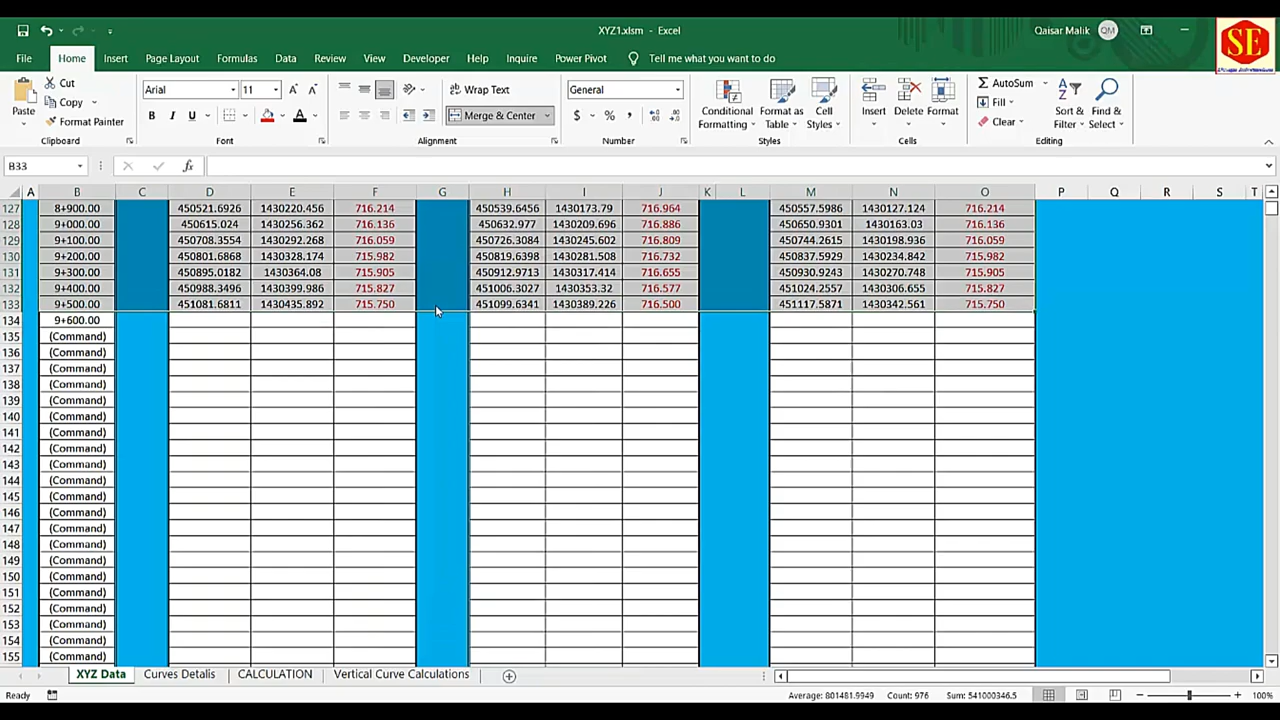 XYZ1.xlsm - Excel
Qaisar Malik
QM
SE
File Home Insert Page Layout Formulas Data Review View Developer Help Inquire Power Pivot Tell me what you want to do
Cut
Copy
Format Painter
Paste
Clipboard
Arial 11
B I U A
Font
Wrap Text
Merge & Center
Alignment
General
$ % ,
Number
Conditional Formatting
Format as Table
Cell Styles
Styles
Insert Delete Format
Cells
AutoSum
Fill
Clear
Sort & Filter
Find & Select
Editing
B33 fx
A B C D E F G H I J K L M N O P Q R S T
127 8+900.00 450521.6926 1430220.456 716.214 450539.6456 1430173.79 716.964 450557.5986 1430127.124 716.214
128 9+000.00 450615.024 1430256.362 716.136 450632.977 1430209.696 716.886 450650.9301 1430163.03 716.136
129 9+100.00 450708.3554 1430292.268 716.059 450726.3084 1430245.602 716.809 450744.2615 1430198.936 716.059
130 9+200.00 450801.6868 1430328.174 715.982 450819.6398 1430281.508 716.732 450837.5929 1430234.842 715.982
131 9+300.00 450895.0182 1430364.08 715.905 450912.9713 1430317.414 716.655 450930.9243 1430270.748 715.905
132 9+400.00 450988.3496 1430399.986 715.827 451006.3027 1430353.32 716.577 451024.2557 1430306.655 715.827
133 9+500.00 451081.6811 1430435.892 715.750 451099.6341 1430389.226 716.500 451117.5871 1430342.561 715.750
134 9+600.00
135 (Command)
136 (Command)
137 (Command)
138 (Command)
139 (Command)
140 (Command)
141 (Command)
142 (Command)
143 (Command)
144 (Command)
145 (Command)
146 (Command)
147 (Command)
148 (Command)
149 (Command)
150 (Command)
151 (Command)
152 (Command)
153 (Command)
154 (Command)
155 (Command)
XYZ Data Curves Detalis CALCULATION Vertical Curve Calculations
Ready Average: 801481.9949 Count: 976 Sum: 541000346.5 100%